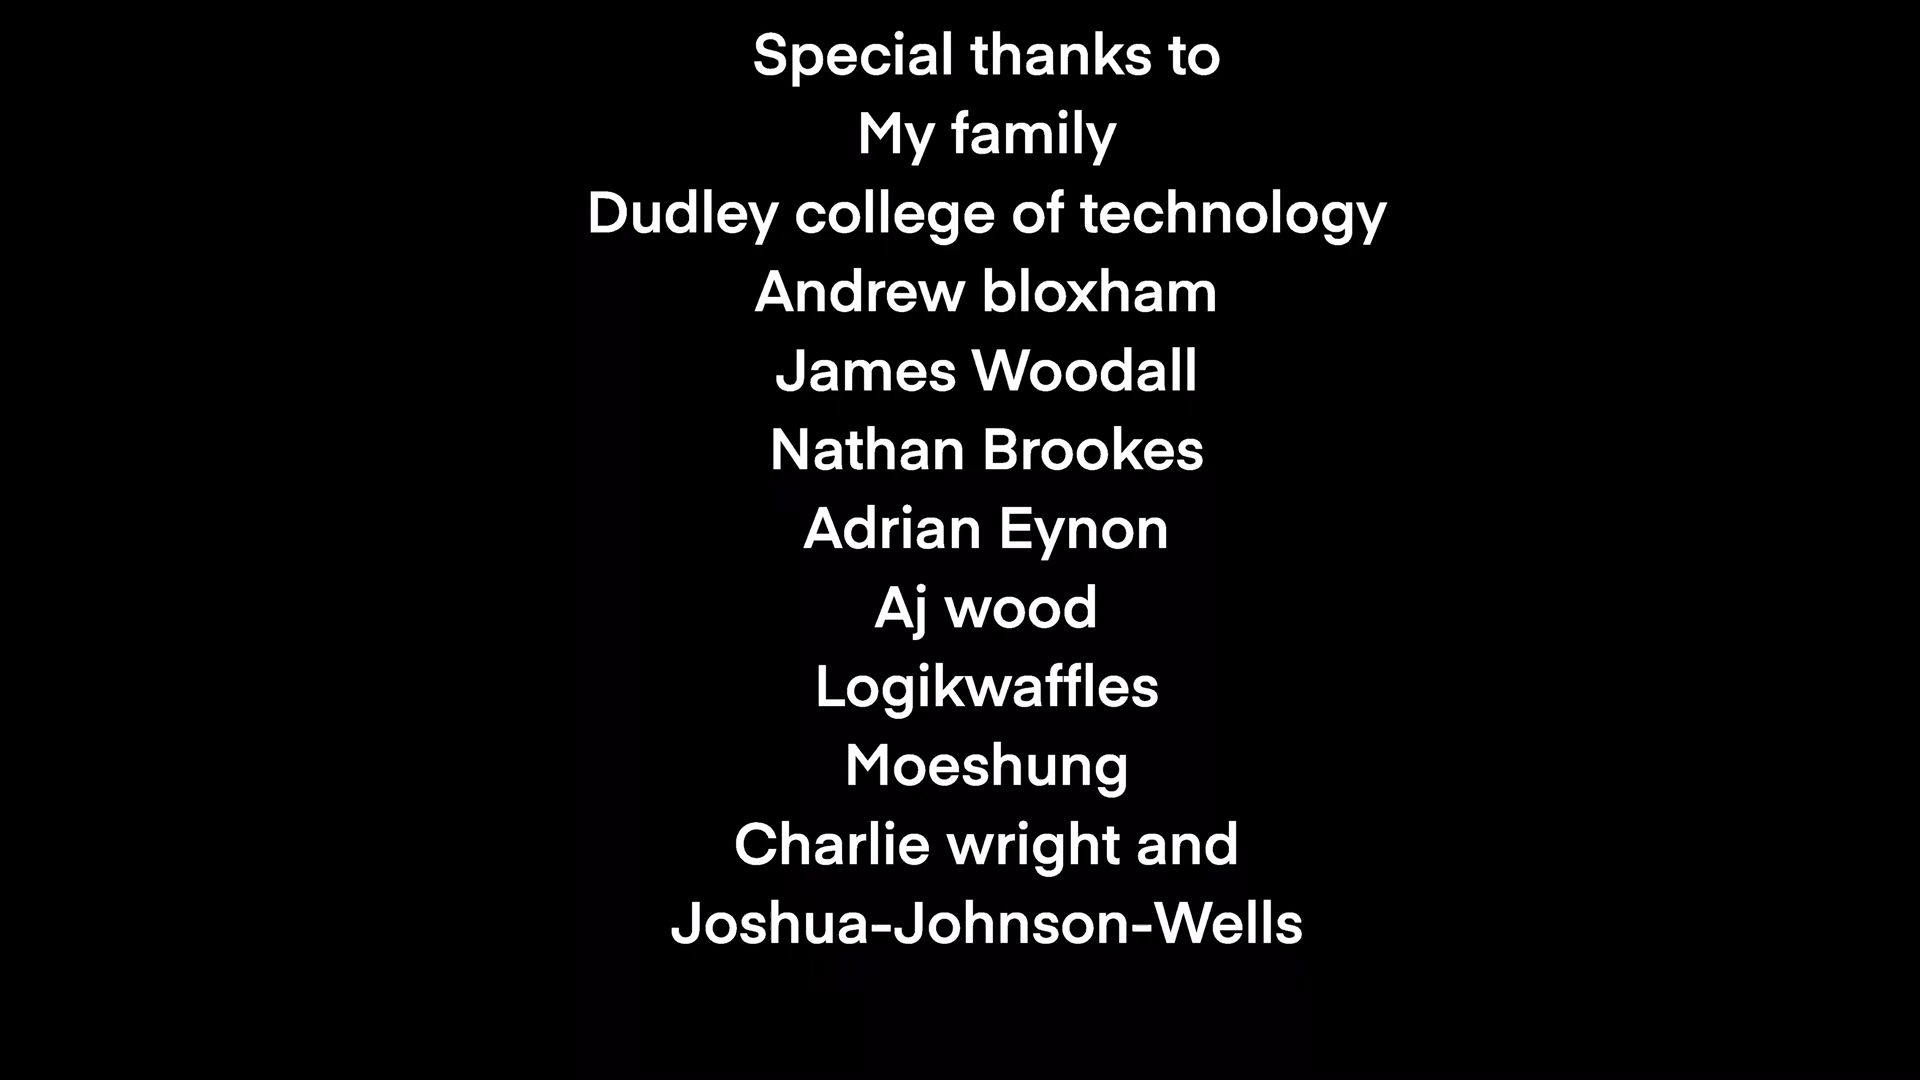 Special thanks to
My family
Dudley college of technology
Andrew bloxham
James Woodall
Nathan Brookes
Adrian Eynon
Aj wood
Logikwaffles
Moeshung
Charlie wright and
Joshua-Johnson-Wells